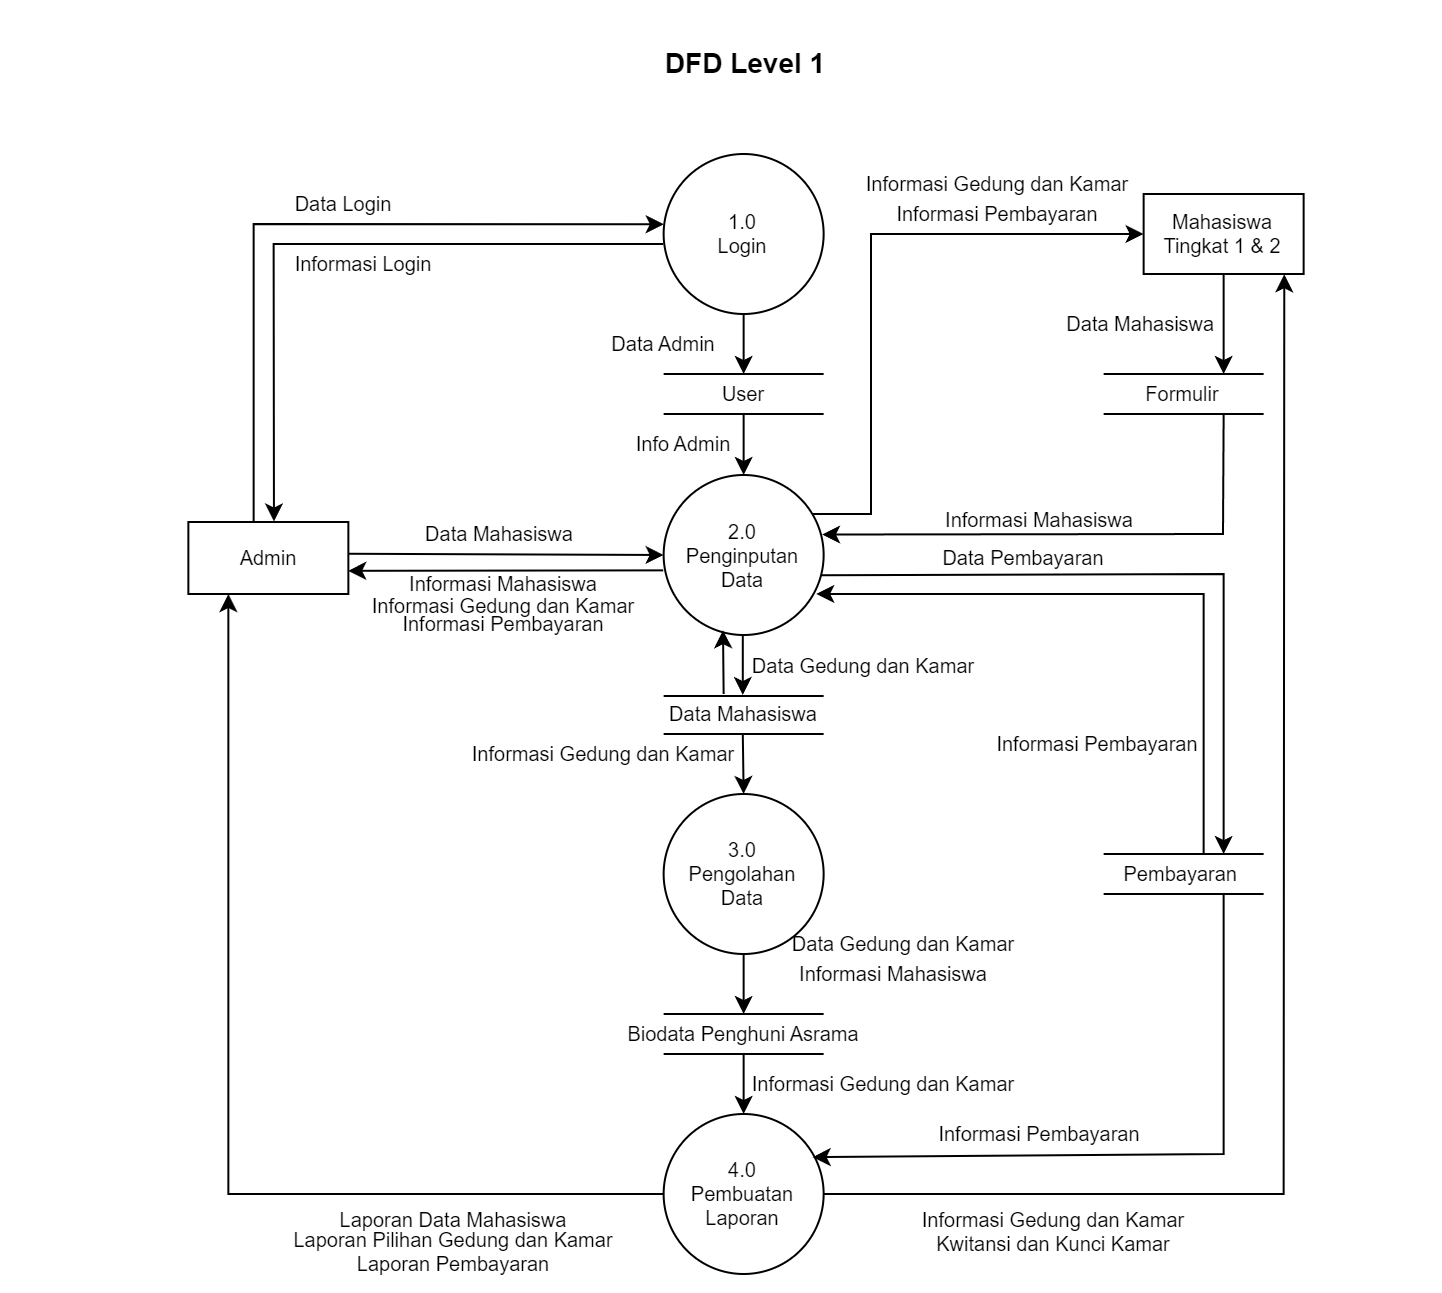 DFD Level 1
Informasi Gedung dan Kamar
Informasi Pembayaran
Data Login
1.0
Login
Mahasiswa
Tingkat 1 & 2
Informasi Login
Data Admin
Data Mahasiswa
User
Formulir
Info Admin
Informasi Mahasiswa
Data Mahasiswa
2.0
Penginputan
Data
Admin
Data Pembayaran
Informasi Mahasiswa
Informasi Gedung dan Kamar
Informasi Pembayaran
Data Gedung dan Kamar
Data Mahasiswa
Informasi Gedung dan Kamar
Informasi Pembayaran
3.0
Pengolahan
Data
Pembayaran
Data Gedung dan Kamar
Informasi Mahasiswa
Biodata Penghuni Asrama
Informasi Gedung dan Kamar
Informasi Pembayaran
4.0
Pembuatan
Laporan
Laporan Data Mahasiswa
Laporan Pilihan Gedung dan Kamar
Laporan Pembayaran
Informasi Gedung dan Kamar
Kwitansi dan Kunci Kamar